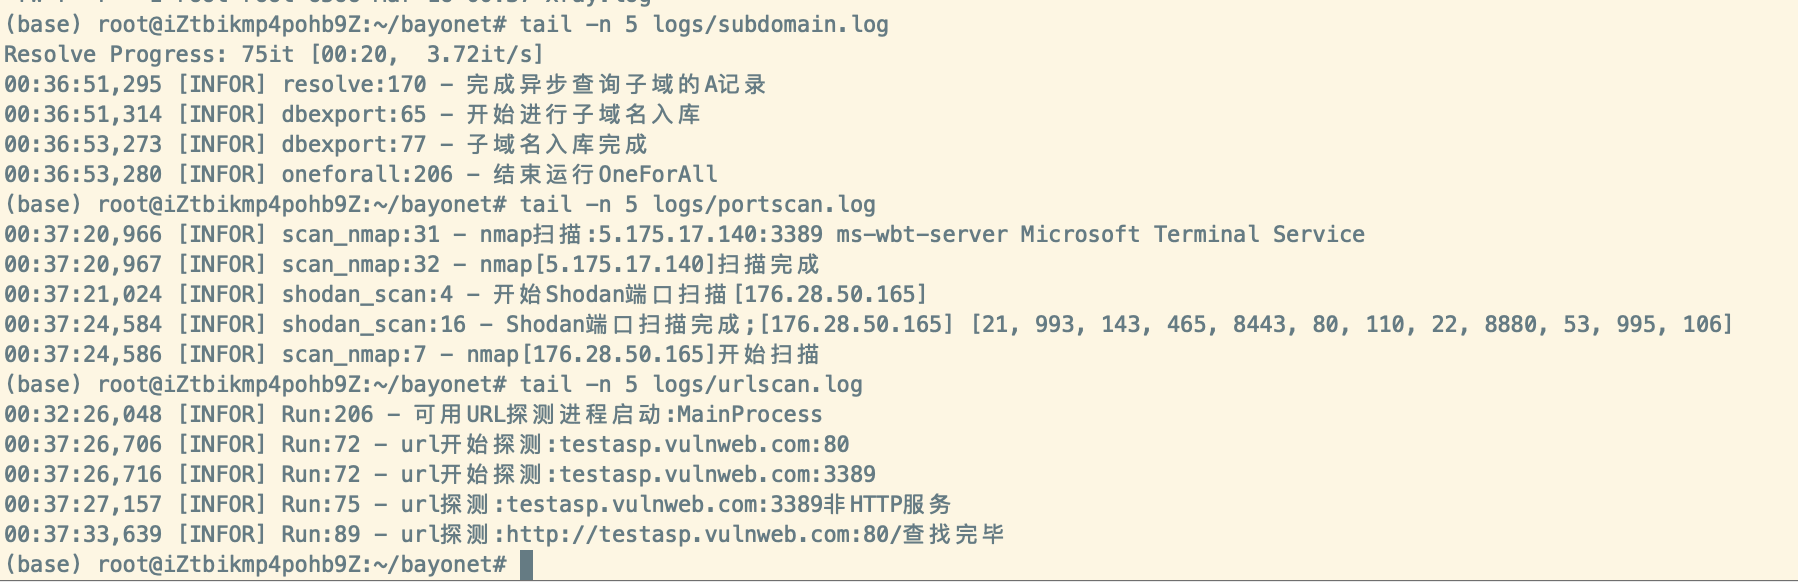 (base) root@iZtbikmp4pohb9Z:~/bayonet# tail -n 5 logs/subdomain.log
Resolve Progress: 75it [00:20,  3.72it/s]
00:36:51,295 [INFOR] resolve:170 - 完成异步查询子域的A记录
00:36:51,314 [INFOR] dbexport:65 - 开始进行子域名入库
00:36:53,273 [INFOR] dbexport:77 - 子域名入库完成
00:36:53,280 [INFOR] oneforall:206 - 结束运行OneForAll
(base) root@iZtbikmp4pohb9Z:~/bayonet# tail -n 5 logs/portscan.log
00:37:20,966 [INFOR] scan_nmap:31 - nmap扫描:5.175.17.140:3389 ms-wbt-server Microsoft Terminal Service
00:37:20,967 [INFOR] scan_nmap:32 - nmap[5.175.17.140]扫描完成
00:37:21,024 [INFOR] shodan_scan:4 - 开始Shodan端口扫描[176.28.50.165]
00:37:24,584 [INFOR] shodan_scan:16 - Shodan端口扫描完成;[176.28.50.165] [21, 993, 143, 465, 8443, 80, 110, 22, 8880, 53, 995, 106]
00:37:24,586 [INFOR] scan_nmap:7 - nmap[176.28.50.165]开始扫描
(base) root@iZtbikmp4pohb9Z:~/bayonet# tail -n 5 logs/urlscan.log
00:32:26,048 [INFOR] Run:206 - 可用URL探测进程启动:MainProcess
00:37:26,706 [INFOR] Run:72 - url开始探测:testasp.vulnweb.com:80
00:37:26,716 [INFOR] Run:72 - url开始探测:testasp.vulnweb.com:3389
00:37:27,157 [INFOR] Run:75 - url探测:testasp.vulnweb.com:3389非HTTP服务
00:37:33,639 [INFOR] Run:89 - url探测:http://testasp.vulnweb.com:80/查找完毕
(base) root@iZtbikmp4pohb9Z:~/bayonet#